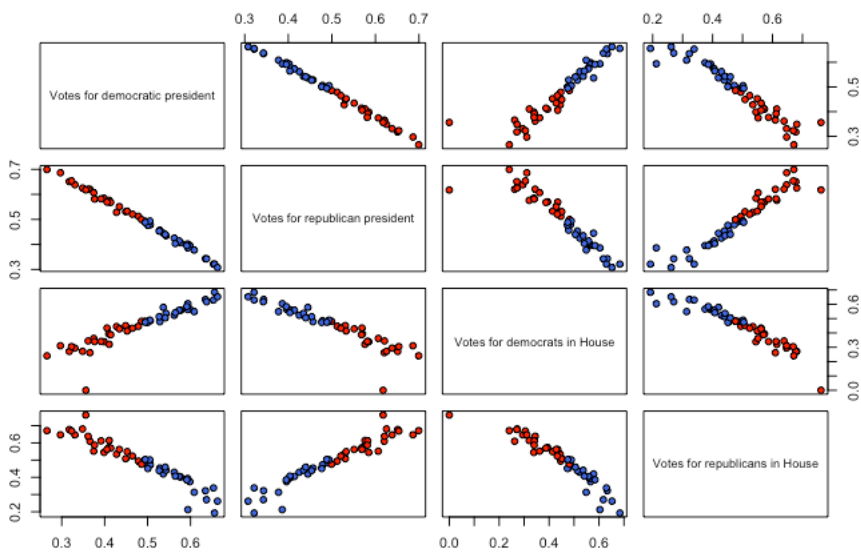 0.3 0.4 0.5 0.6 0.7 0.2 0.4 0.6
Votes for democratic president
0.3 0.5
0.3 0.5 0.7
Votes for republican president
Votes for democrats in House
0.0 0.3 0.6
0.2 0.4 0.6
Votes for republicans in House
0.3 0.4 0.5 0.6 0.0 0.2 0.4 0.6